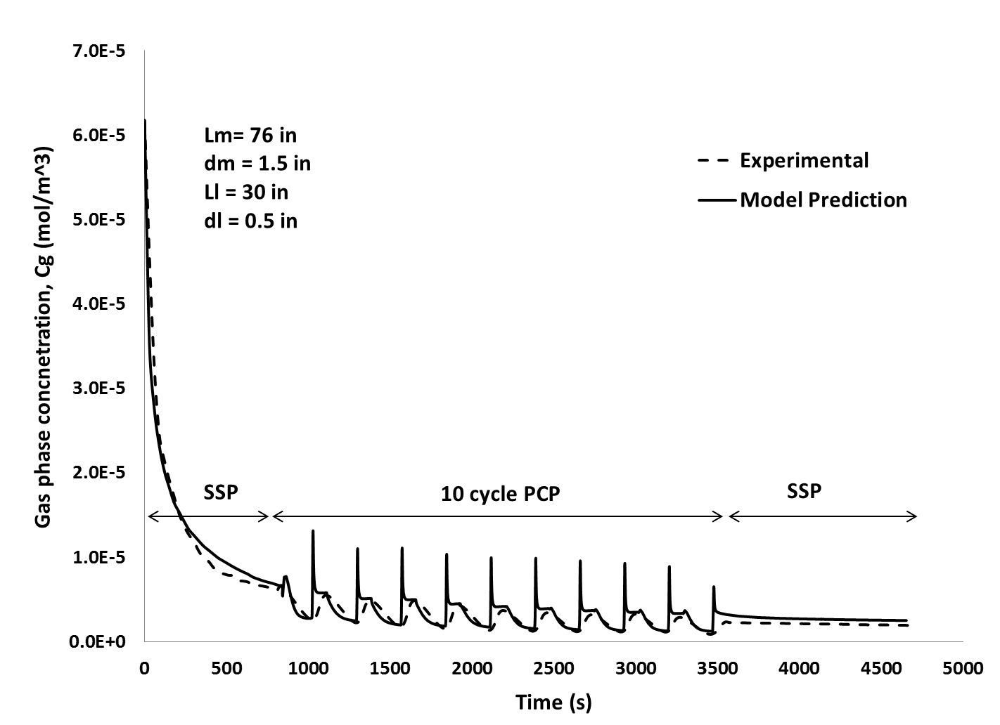 7.0E-5
6.0E-5
5.0E-5
4.0E-5
3.0E-5
2.0E-5
1.0E-5
0.0E+0
Gas phase concnetration, Cg (mol/m^3)
Lm= 76 in
dm = 1.5 in
Ll = 30 in
dl = 0.5 in
Experimental
Model Prediction
SSP
10 cycle PCP
SSP
0 500 1000 1500 2000 2500 3000 3500 4000 4500 5000
Time (s)